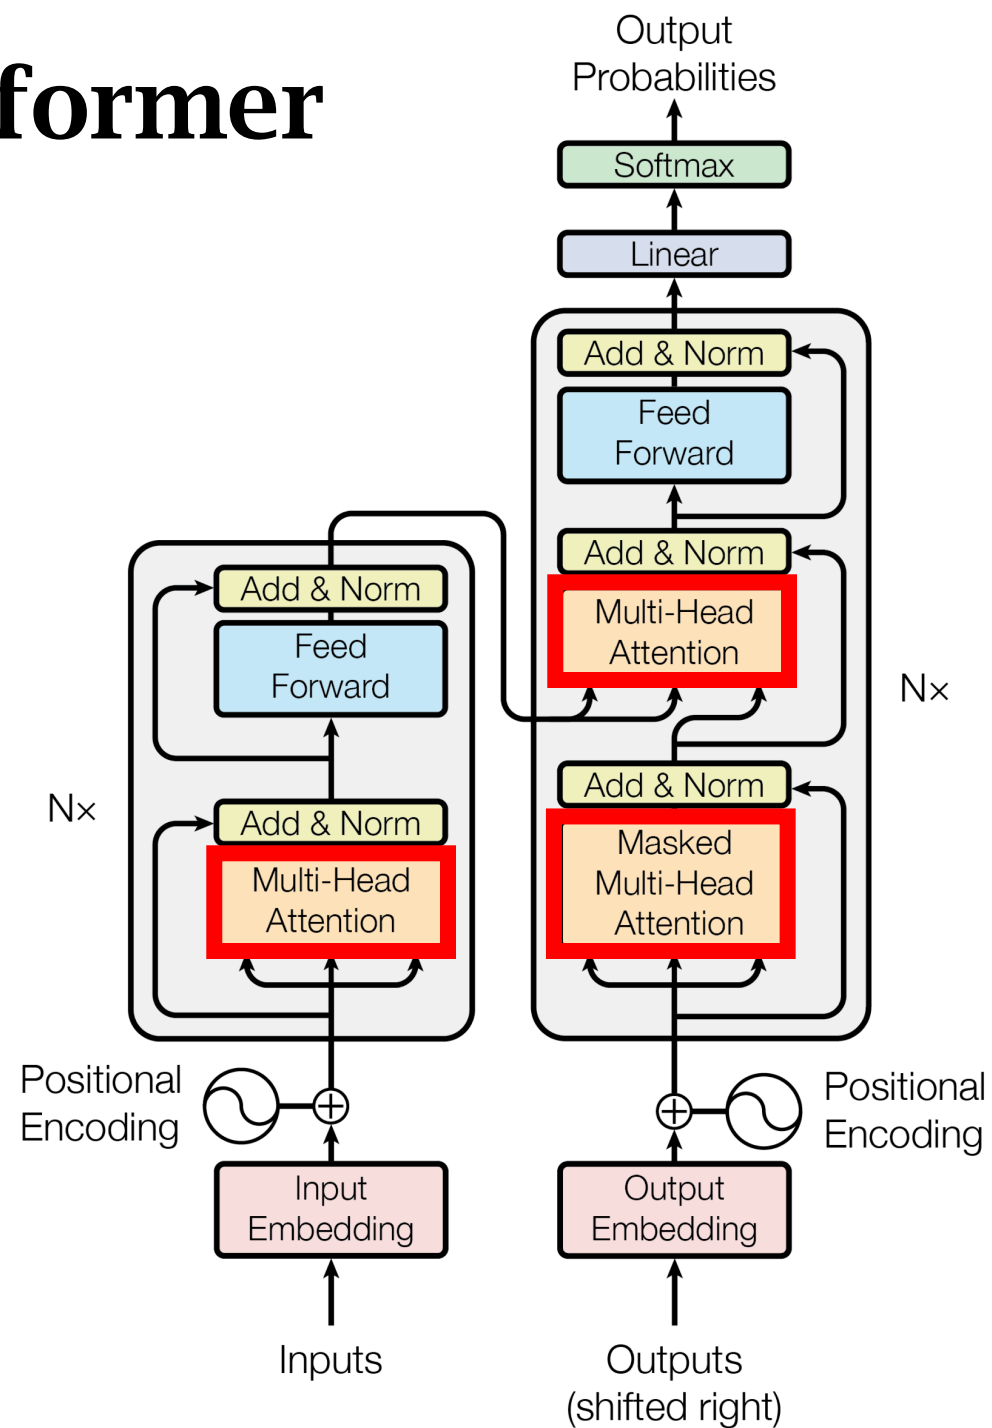 former
Output
Probabilities
Softmax
Linear
Add & Norm
Feed
Forward
Add & Norm
Multi-Head
Attention
Nx
Add & Norm
Masked
Multi-Head
Attention
Add & Norm
Feed
Forward
Nx
Add & Norm
Multi-Head
Attention
Positional
Encoding
Positional
Encoding
Input
Embedding
Output
Embedding
Inputs
Outputs
(shifted right)